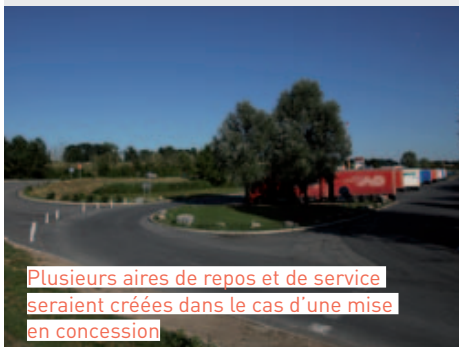 Plusieurs aires de repos et de service
seraient créées dans le cas d'une mise
en concession